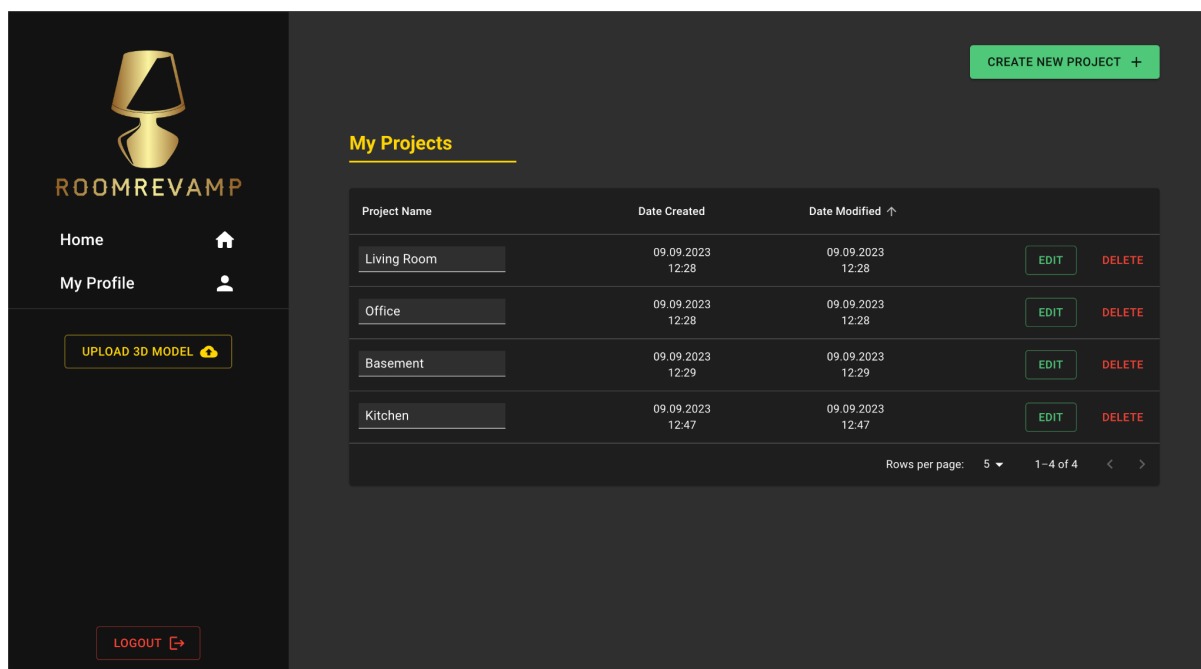 CREATE NEW PROJECT +
ROOMREVAMP
Home
My Profile
UPLOAD 3D MODEL
LOGOUT
My Projects
Project Name Date Created Date Modified ↑
Living Room 09.09.2023 12:28 09.09.2023 12:28 EDIT DELETE
Office 09.09.2023 12:28 09.09.2023 12:28 EDIT DELETE
Basement 09.09.2023 12:29 09.09.2023 12:29 EDIT DELETE
Kitchen 09.09.2023 12:47 09.09.2023 12:47 EDIT DELETE
Rows per page: 5 1–4 of 4 < >